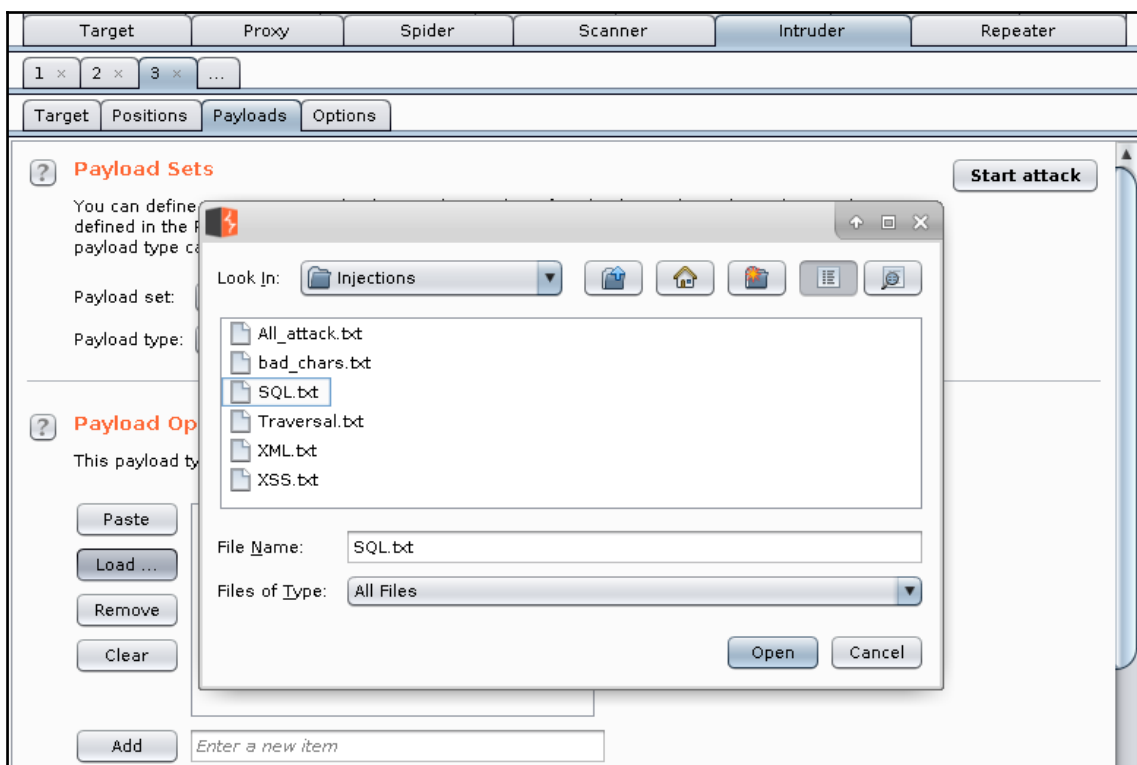 Target Proxy Spider Scanner Intruder Repeater
1 × 2 × 3 × ...
Target Positions Payloads Options
? Payload Sets
Start attack
You can define
defined in the
payload type
Look In: Injections
Payload set:
Payload type:
All_attack.txt
bad_chars.txt
SQL.txt
Traversal.txt
XML.txt
XSS.txt
? Payload Op
This payload ty
Paste
Load ...
Remove
Clear
File Name: SQL.txt
Files of Type: All Files
Open Cancel
Add Enter a new item